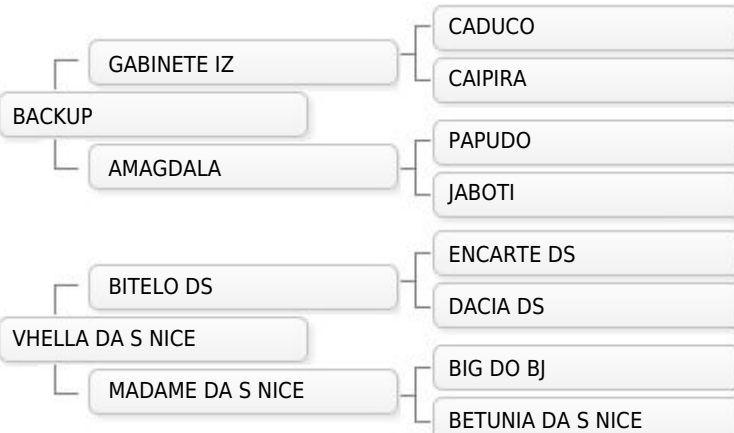 CADUCO
GABINETE IZ
CAIPIRA
BACKUP
PAPUDO
AMAGDALA
JABOTI
ENCARTE DS
BITELO DS
DACIA DS
VHELLA DA S NICE
BIG DO BJ
MADAME DA S NICE
BETUNIA DA S NICE